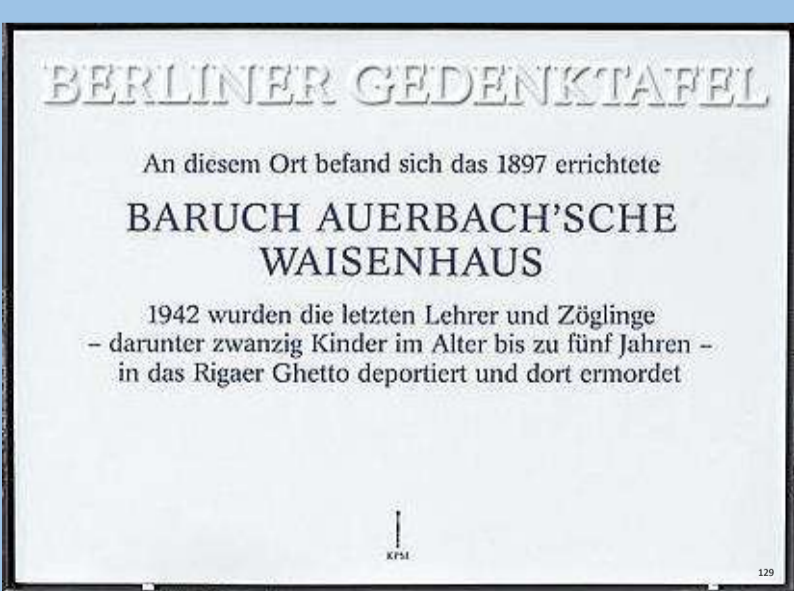 BERLINER GEDENKTAFEL
An diesem Ort befand sich das 1897 errichtete
BARUCH AUERBACH'SCHE
WAISENHAUS
1942 wurden die letzten Lehrer und Zöglinge
– darunter zwanzig Kinder im Alter bis zu fünf Jahren –
in das Rigaer Ghetto deportiert und dort ermordet
KPM
129